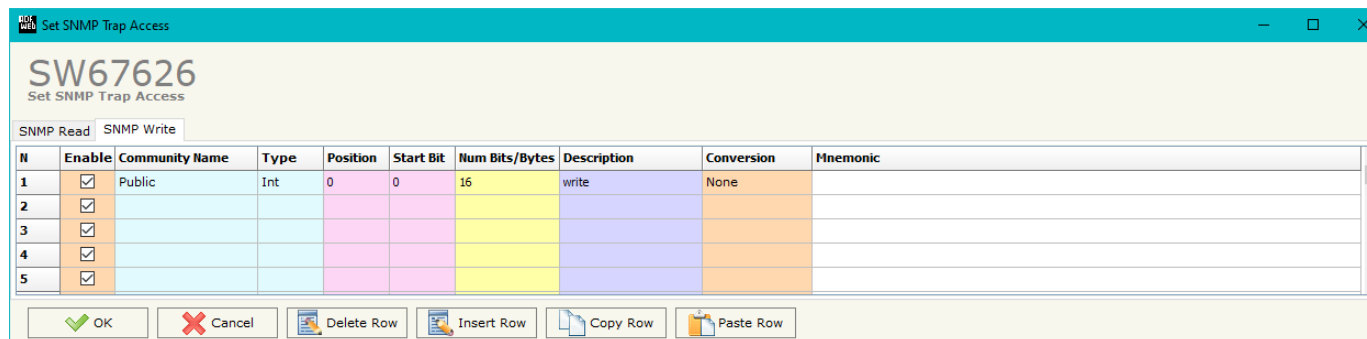 ADF
WEB Set SNMP Trap Access
SW67626
Set SNMP Trap Access
SNMP Read SNMP Write
N Enable Community Name Type Position Start Bit Num Bits/Bytes Description Conversion Mnemonic
1 Public Int 0 0 16 write None
2
3
4
5
OK Cancel Delete Row Insert Row Copy Row Paste Row